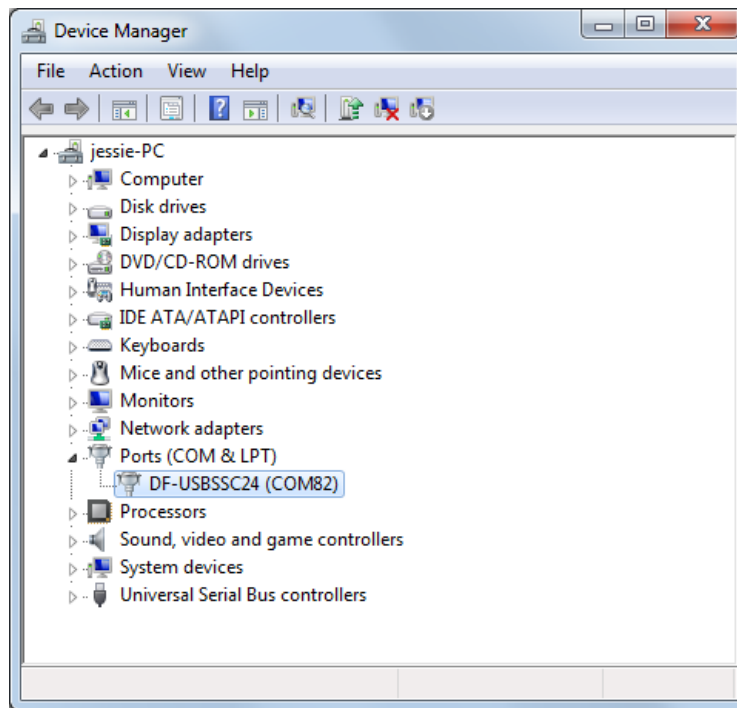 Device Manager
File Action View Help
jessie-PC
Computer
Disk drives
Display adapters
DVD/CD-ROM drives
Human Interface Devices
IDE ATA/ATAPI controllers
Keyboards
Mice and other pointing devices
Monitors
Network adapters
Ports (COM & LPT)
DF-USBSSC24 (COM82)
Processors
Sound, video and game controllers
System devices
Universal Serial Bus controllers